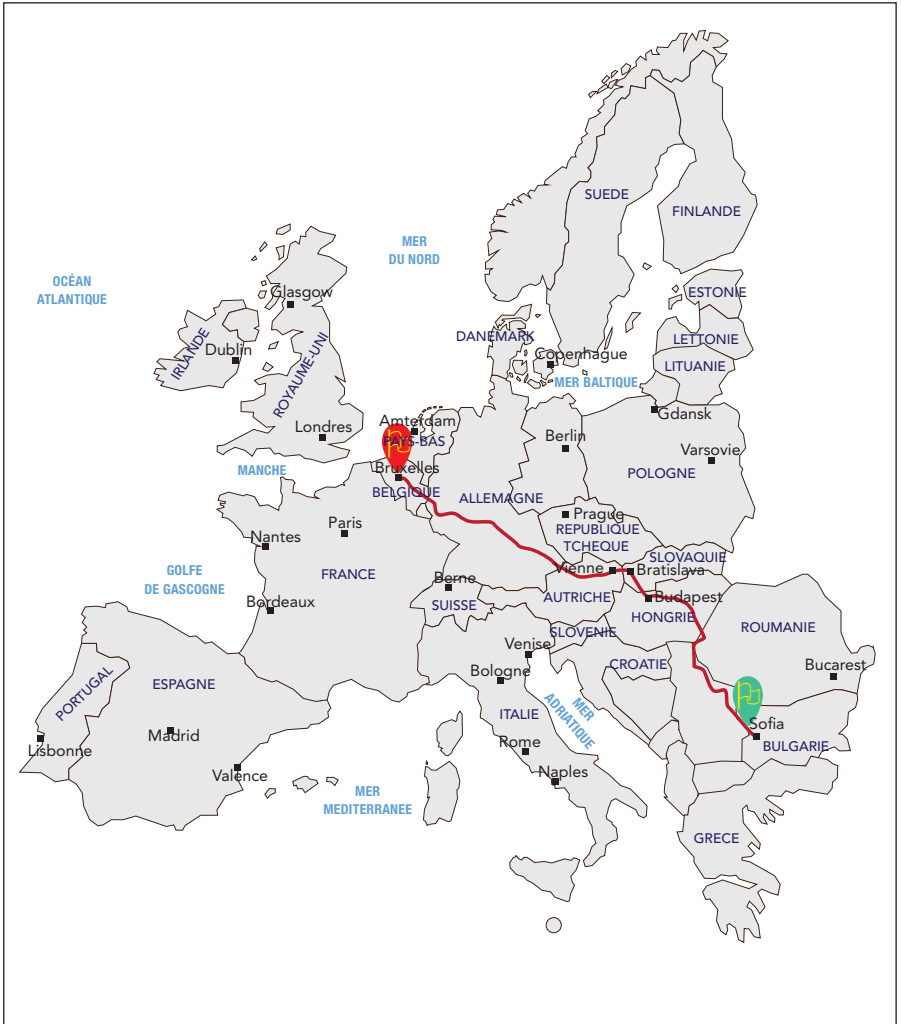 SUEDE
FINLANDE
MER
DU NORD
OCÉAN
ATLANTIQUE
Glasgow
ESTONIE
IRLANDE
Dublin
ROYAUME-UNI
DANEMARK
LETTONIE
Copenhague
LITUANIE
MER BALTIQUE
Gdansk
Londres
Amterdam
PAYS-BAS
Berlin
Varsovie
MANCHE
Bruxelles
POLOGNE
BELGIQUE
ALLEMAGNE
Prague
Paris
REPUBLIQUE
TCHEQUE
Nantes
SLOVAQUIE
Vienne
Bratislava
GOLFE
DE GASCOGNE
FRANCE
Berne
AUTRICHE
Budapest
Bordeaux
SUISSE
HONGRIE
ROUMANIE
SLOVENIE
Venise
CROATIE
Bucarest
Bologne
PORTUGAL
ESPAGNE
MER
ADRIATIQUE
ITALIE
Sofia
Lisbonne
Madrid
Rome
BULGARIE
Valence
Naples
MER
MEDITERRANEE
GRECE